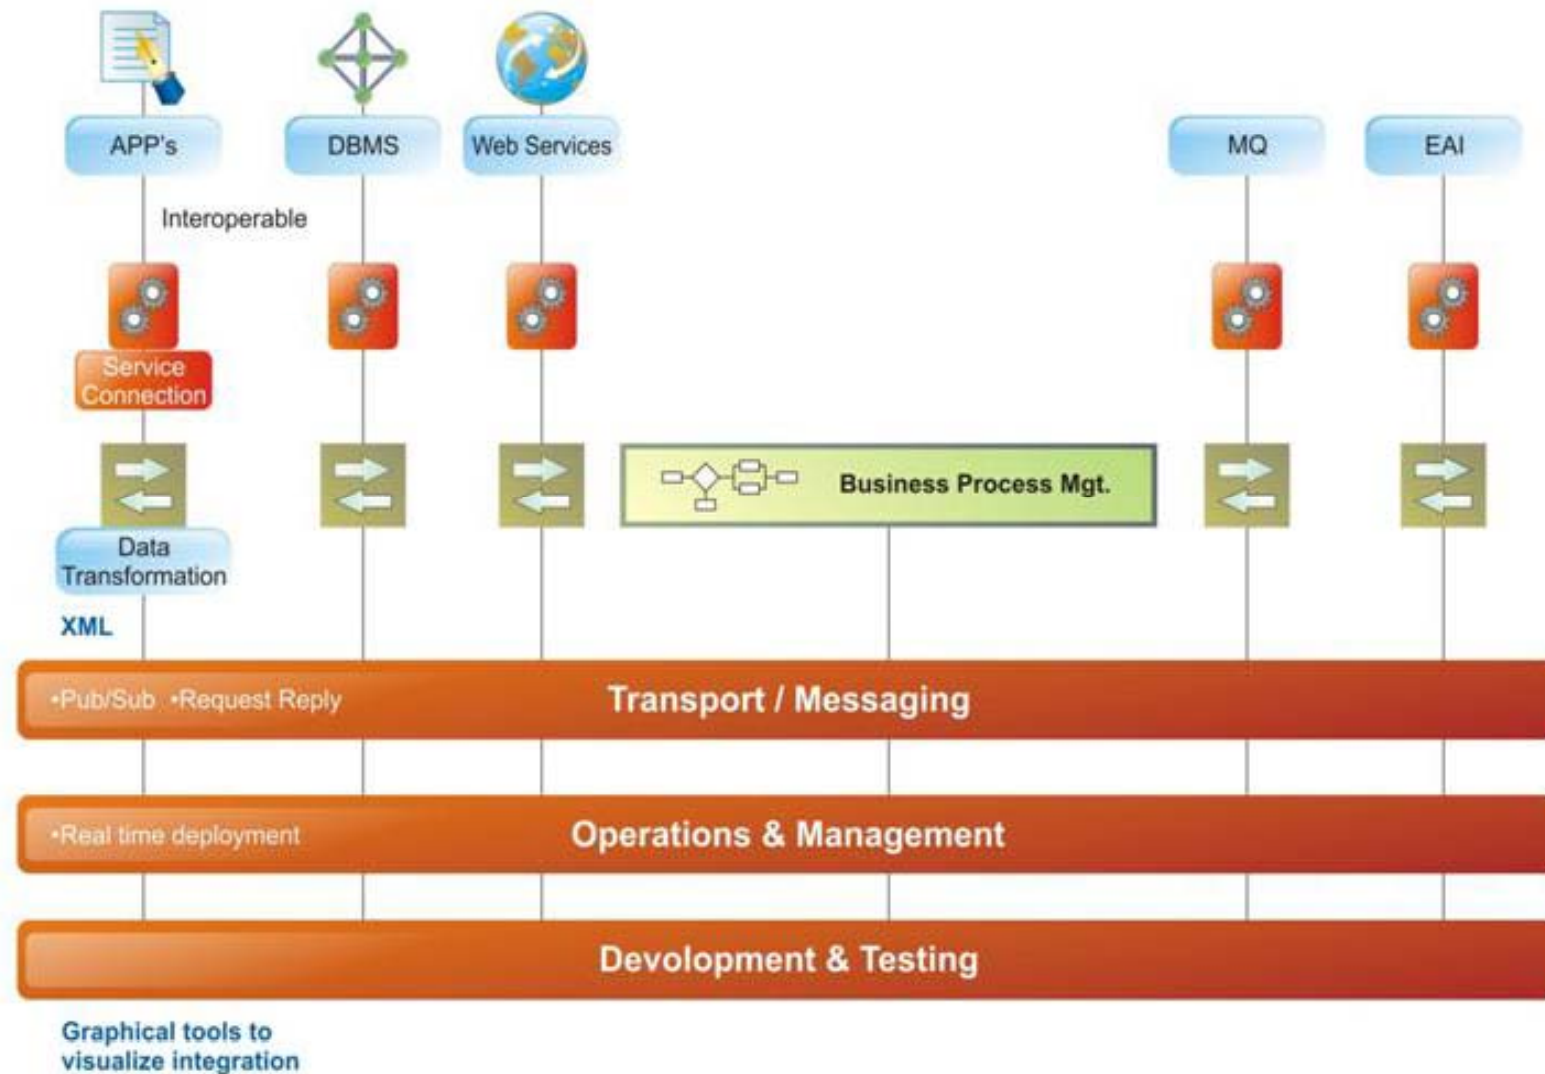 APP's
DBMS
Web Services
MQ
EAI
Interoperable
Service
Connection
Business Process Mgt.
Data
Transformation
XML
•Pub/Sub •Request Reply
Transport / Messaging
•Real time deployment
Operations & Management
Devolopment & Testing
Graphical tools to
visualize integration